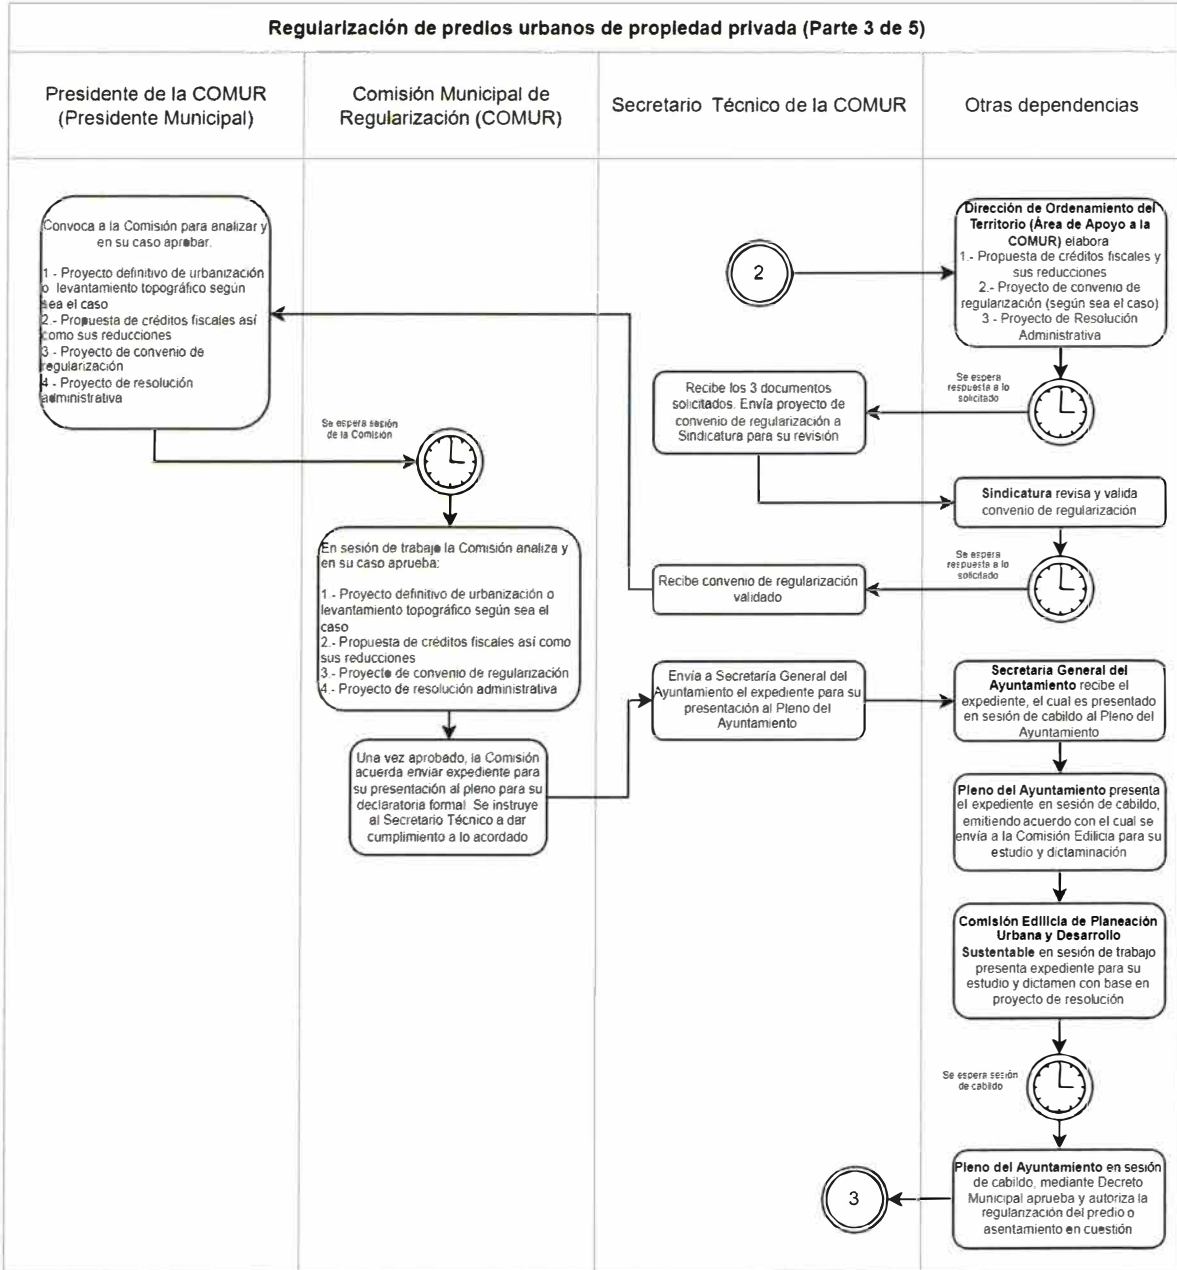 Regularización de predios urbanos de propiedad privada (Parte 3 de 5)
Presidente de la COMUR
(Presidente Municipal)
Comisión Municipal de
Regularización (COMUR)
Secretario Técnico de la COMUR
Otras dependencias
Convoca a la Comisión para analizar y
en su caso aprobar.
1 - Proyecto definitivo de urbanización
o levantamiento topográfico según
sea el caso
2.- Propuesta de créditos fiscales así
como sus reducciones
3 - Proyecto de convenio de
regularización
4 - Proyecto de resolución
administrativa
Se espera sesión
de la Comisión
En sesión de trabajo la Comisión analiza y
en su caso aprueba:
1.- Proyecto definitivo de urbanización o
levantamiento topográfico según sea el
caso
2.- Propuesta de créditos fiscales así como
sus reducciones
3.- Proyecto de convenio de regularización
4.- Proyecto de resolución administrativa
Una vez aprobado, la Comisión
acuerda enviar expediente para
su presentación al pleno para su
declaratoria formal Se instruye
al Secretario Técnico a dar
cumplimiento a lo acordado
2
Recibe los 3 documentos
solicitados. Envía proyecto de
convenio de regularización a
Sindicatura para su revisión
Recibe convenio de regularización
validado
Envía a Secretaría General del
Ayuntamiento el expediente para su
presentación al Pleno del
Ayuntamiento
Dirección de Ordenamiento del
Territorio (Área de Apoyo a la
COMUR) elabora
1.- Propuesta de créditos fiscales y
sus reducciones
2.- Proyecto de convenio de
regularización (según sea el caso)
3 - Proyecto de Resolución
Administrativa
Se espera
respuesta a lo
solicitado
Sindicatura revisa y valida
convenio de regularización
Se espera
respuesta a lo
solicitado
Secretaria General del
Ayuntamiento recibe el
expediente, el cual es presentado
en sesión de cabildo al Pleno del
Ayuntamiento
Pleno del Ayuntamiento presenta
el expediente en sesión de cabildo,
emitiendo acuerdo con el cual se
envía a la Comisión Edilicia para su
estudio y dictaminación
Comisión Edilicia de Planeación
Urbana y Desarrollo
Sustentable en sesión de trabajo
presenta expediente para su
estudio y dictamen con base en
proyecto de resolución
Se espera sesión
de cabildo
Pleno del Ayuntamiento en sesión
de cabildo, mediante Decreto
Municipal aprueba y autoriza la
regularización del predio o
asentamiento en cuestión
3